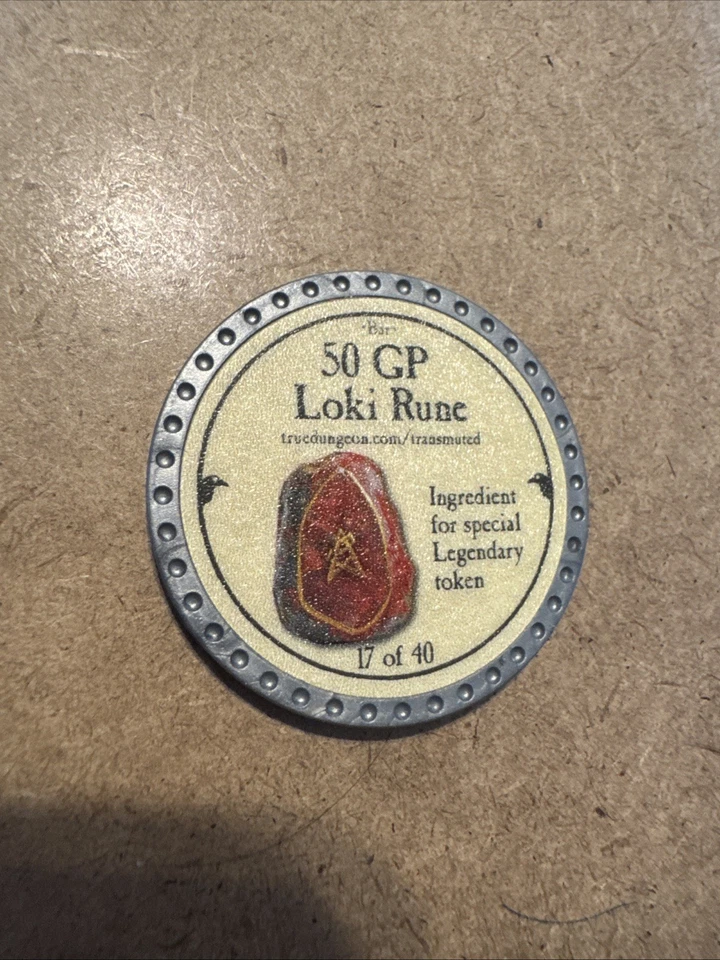 ·Bar·
50 GP
Loki Rune
truedungeon.com/transmuted
Ingredient
for special
Legendary
token
17 of 40